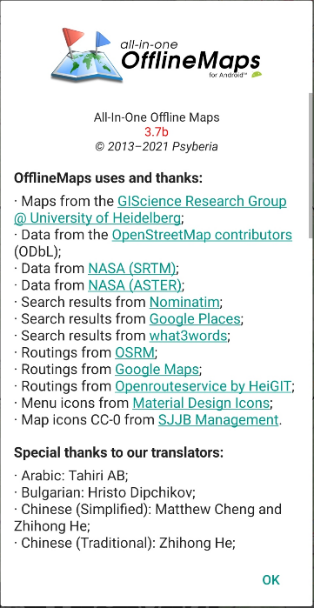 all-in-one
OfflineMaps
for Android™
All-In-One Offline Maps
3.7b
© 2013–2021 Psyberia
OfflineMaps uses and thanks:
· Maps from the GIScience Research Group
@ University of Heidelberg;
· Data from the OpenStreetMap contributors
(ODbL);
· Data from NASA (SRTM);
· Data from NASA (ASTER);
· Search results from Nominatim;
· Search results from Google Places;
· Search results from what3words;
· Routings from OSRM;
· Routings from Google Maps;
· Routings from Openrouteservice by HeiGIT;
· Menu icons from Material Design Icons;
· Map icons CC-0 from SJJB Management.
Special thanks to our translators:
· Arabic: Tahiri AB;
· Bulgarian: Hristo Dipchikov;
· Chinese (Simplified): Matthew Cheng and
Zhihong He;
· Chinese (Traditional): Zhihong He;
OK